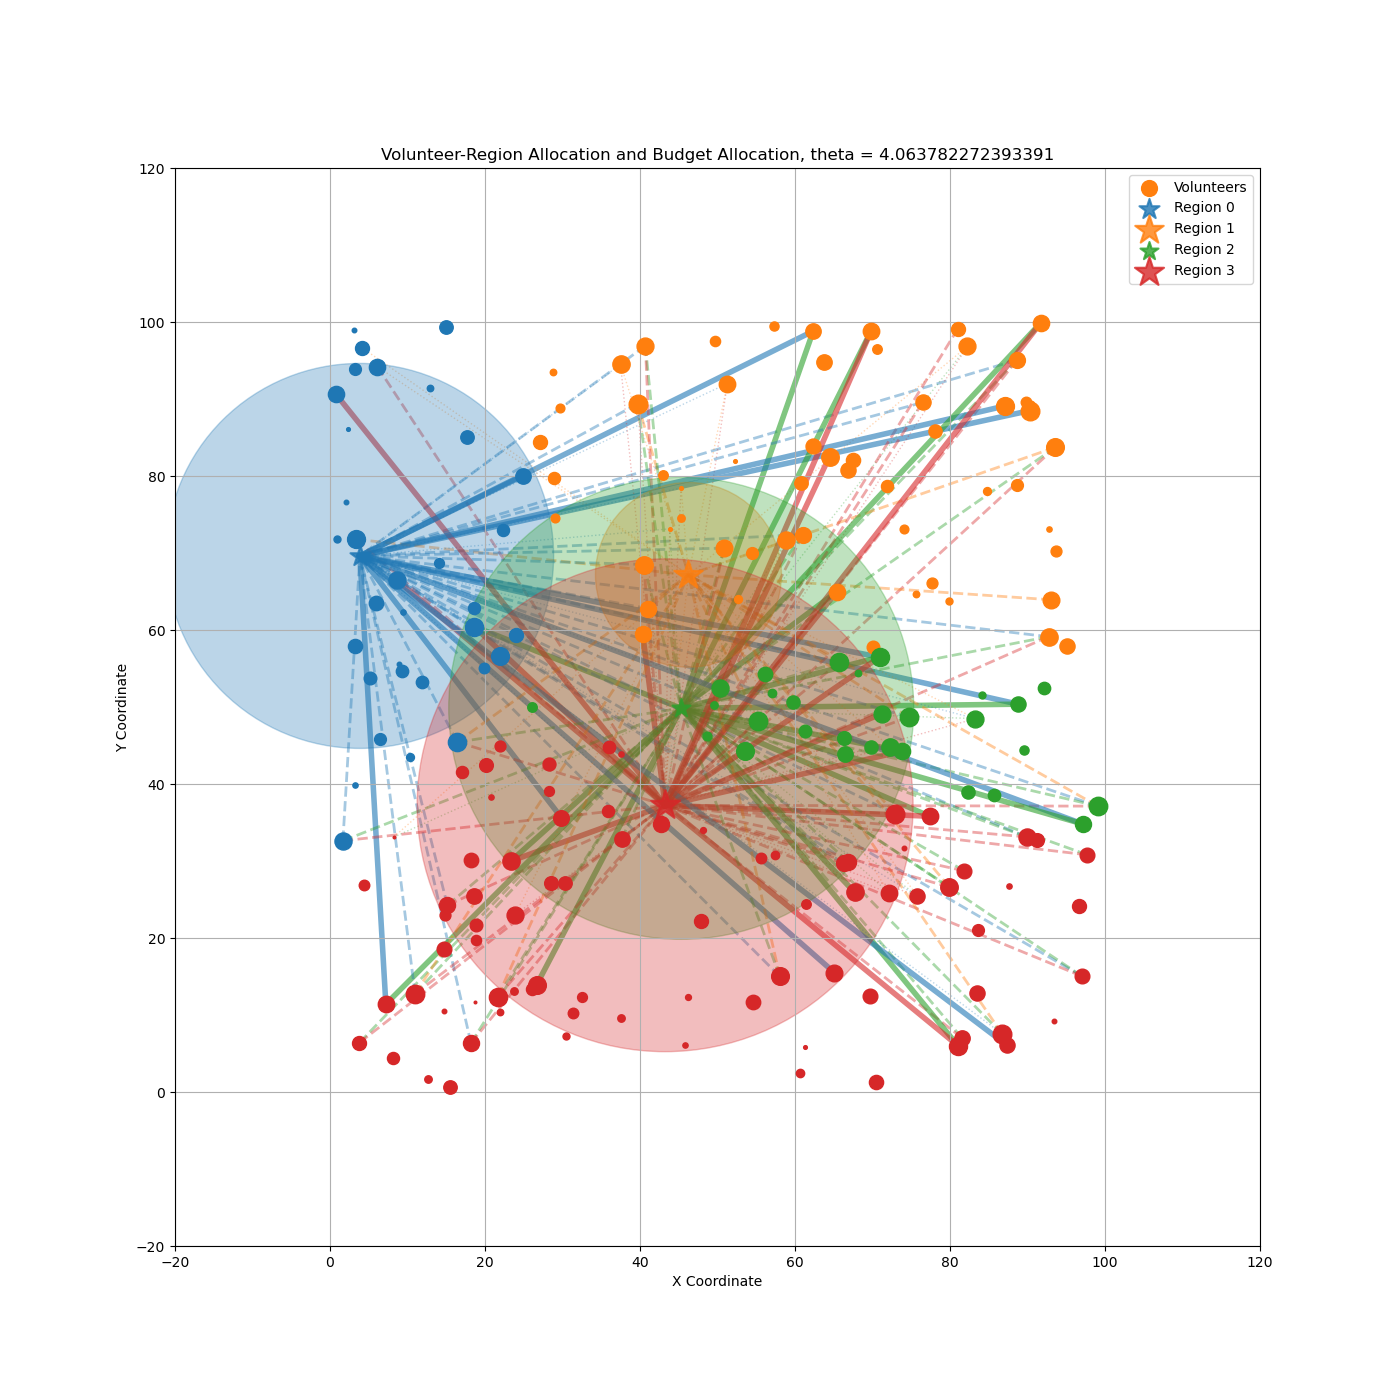 Volunteer-Region Allocation and Budget Allocation, theta = 4.063782272393391
Volunteers
Region 0
Region 1
Region 2
Region 3
Y Coordinate
120
100
80
60
40
20
0
−20
−20
0
20
40
60
80
100
120
X Coordinate